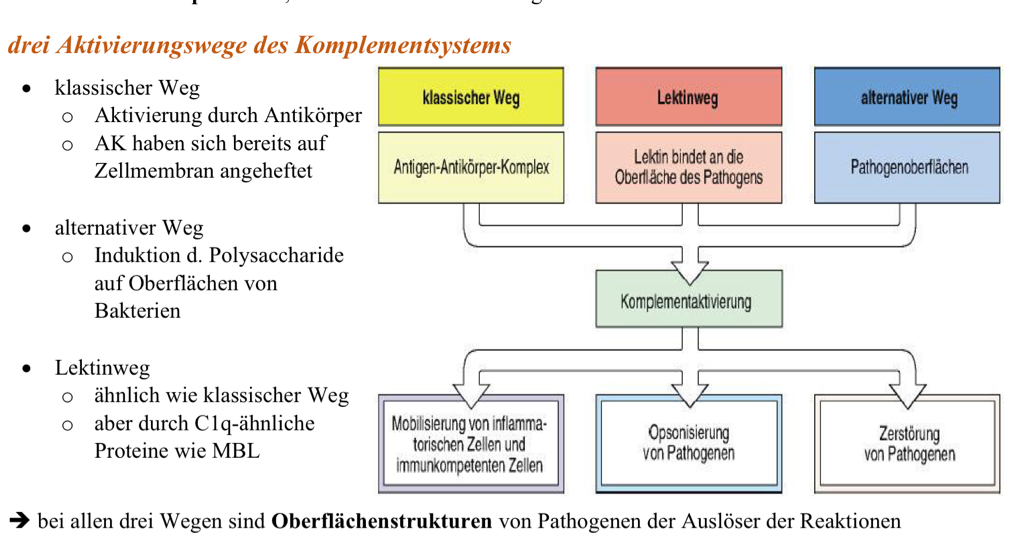 drei Aktivierungswege des Komplementsystems
• klassischer Weg
o Aktivierung durch Antikörper
o AK haben sich bereits auf
Zellmembran angeheftet
• alternativer Weg
o Induktion d. Polysaccharide
auf Oberflächen von
Bakterien
• Lektinweg
o ähnlich wie klassischer Weg
o aber durch C1q-ähnliche
Proteine wie MBL
klassischer Weg
Lektinweg
alternativer Weg
Antigen-Antikörper-Komplex
Lektin bindet an die
Oberfläche des Pathogens
Pathogenoberflächen
Komplementaktivierung
Mobilisierung von inflamma-
torischen Zellen und
immunkompetenten Zellen
Opsonisierung
von Pathogenen
Zerstörung
von Pathogenen
➔ bei allen drei Wegen sind Oberflächenstrukturen von Pathogenen der Auslöser der Reaktionen